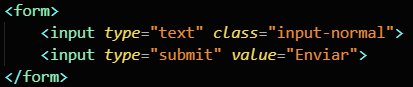 <form>
<input type="text" class="input-normal">
<input type="submit" value="Enviar">
</form>